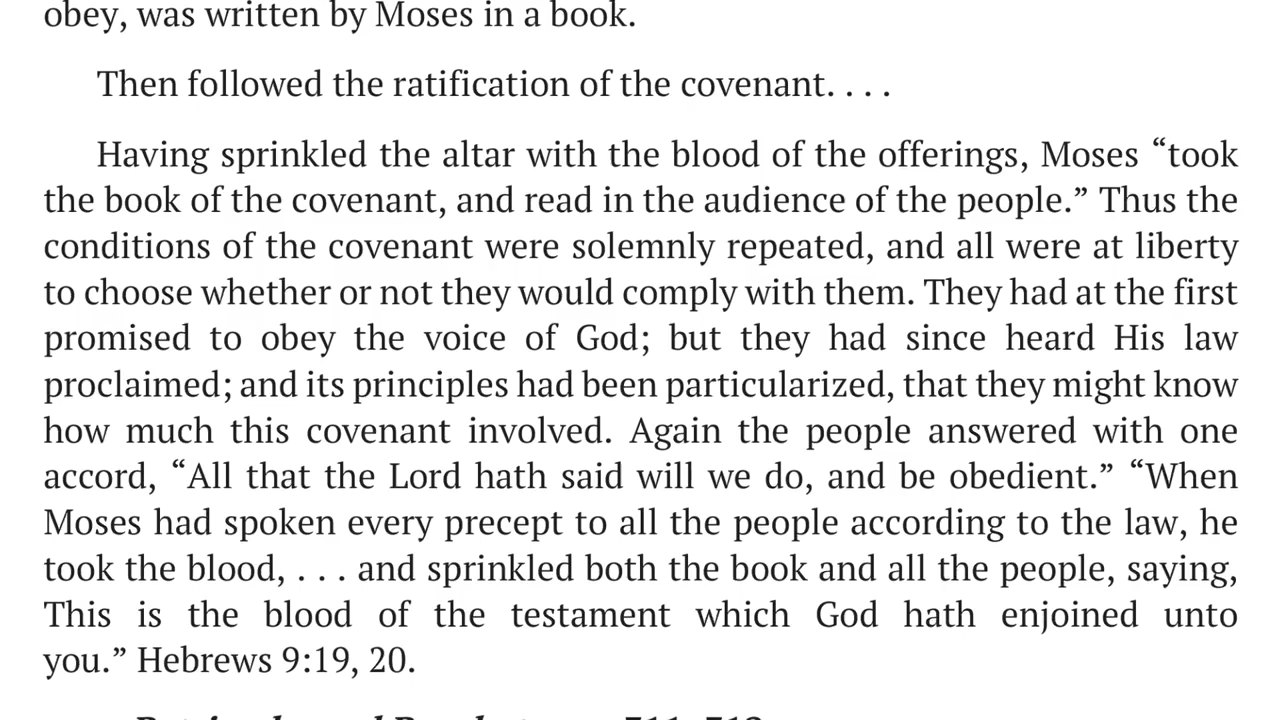 obey, was written by Moses in a book.
Then followed the ratification of the covenant. . . .
Having sprinkled the altar with the blood of the offerings, Moses “took
the book of the covenant, and read in the audience of the people.” Thus the
conditions of the covenant were solemnly repeated, and all were at liberty
to choose whether or not they would comply with them. They had at the first
promised to obey the voice of God; but they had since heard His law
proclaimed; and its principles had been particularized, that they might know
how much this covenant involved. Again the people answered with one
accord, “All that the Lord hath said will we do, and be obedient.” “When
Moses had spoken every precept to all the people according to the law, he
took the blood, . . . and sprinkled both the book and all the people, saying,
This is the blood of the testament which God hath enjoined unto
you.” Hebrews 9:19, 20.